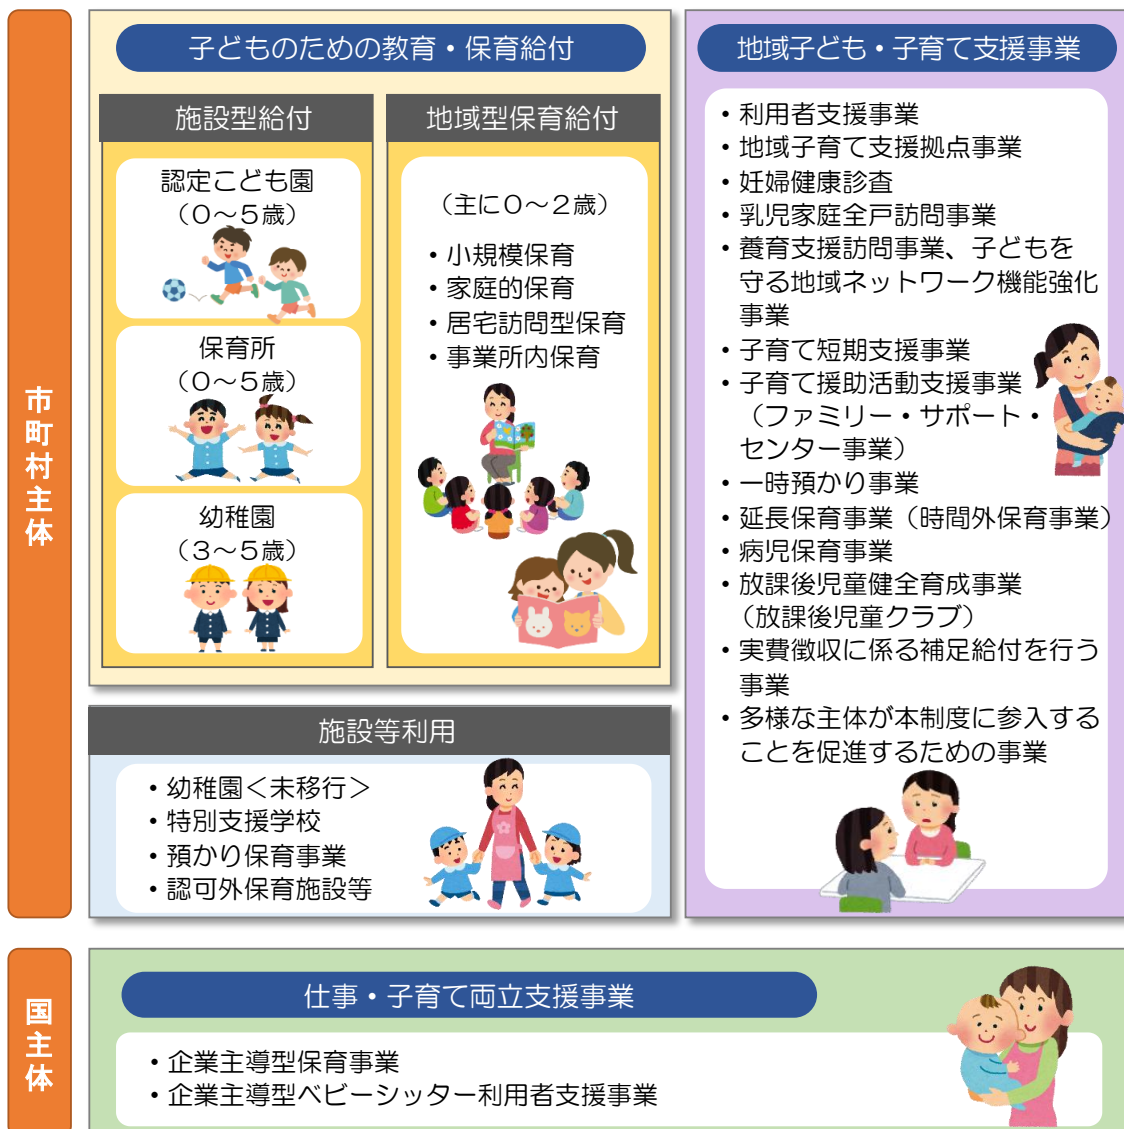 市町村主体
子どものための教育・保育給付
施設型給付
認定こども園
（０～５歳）
保育所
（０～５歳）
幼稚園
（３～５歳）
地域型保育給付
（主に０～２歳）
・小規模保育
・家庭的保育
・居宅訪問型保育
・事業所内保育
施設等利用
・幼稚園＜未移行＞
・特別支援学校
・預かり保育事業
・認可外保育施設等
地域子ども・子育て支援事業
・利用者支援事業
・地域子育て支援拠点事業
・妊婦健康診査
・乳児家庭全戸訪問事業
・養育支援訪問事業、子どもを
守る地域ネットワーク機能強化
事業
・子育て短期支援事業
・子育て援助活動支援事業
（ファミリー・サポート・
センター事業）
・一時預かり事業
・延長保育事業（時間外保育事業）
・病児保育事業
・放課後児童健全育成事業
（放課後児童クラブ）
・実費徴収に係る補足給付を行う
事業
・多様な主体が本制度に参入する
ことを促進するための事業
国主体
仕事・子育て両立支援事業
・企業主導型保育事業
・企業主導型ベビーシッター利用者支援事業